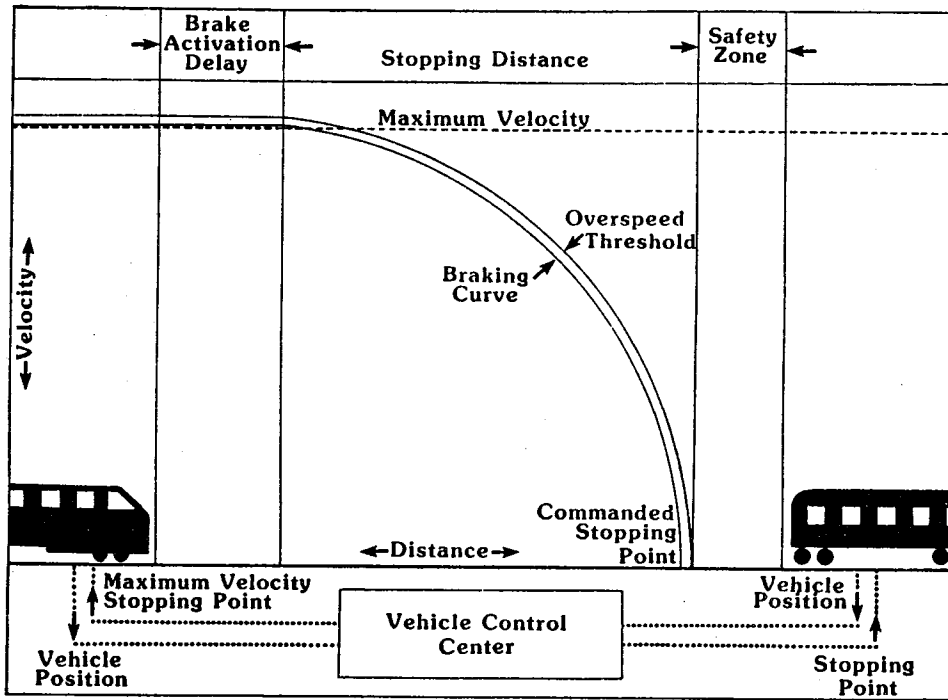 Brake
Activation
Delay
Stopping Distance
Safety
Zone
Maximum Velocity
Overspeed
Threshold
Braking
Curve
Velocity
Commanded
Stopping
Point
Distance
Maximum Velocity
Stopping Point
Vehicle Control
Center
Vehicle
Position
Vehicle
Position
Stopping
Point